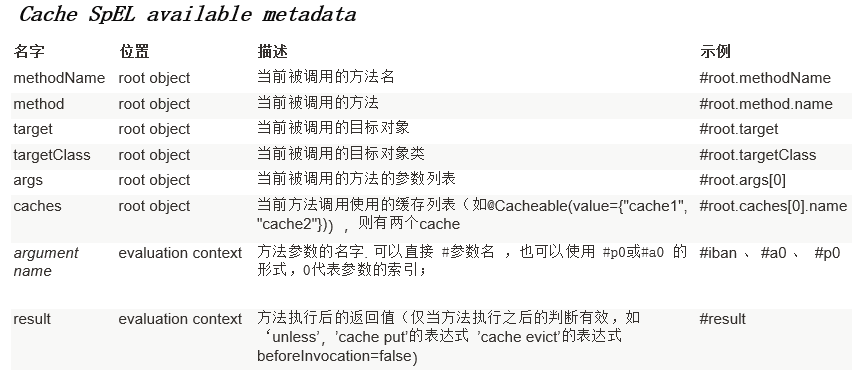 Cache SpEL available metadata
名字 位置 描述 示例
methodName root object 当前被调用的方法名 #root.methodName
method root object 当前被调用的方法 #root.method.name
target root object 当前被调用的目标对象 #root.target
targetClass root object 当前被调用的目标对象类 #root.targetClass
args root object 当前被调用的方法的参数列表 #root.args[0]
caches root object 当前方法调用使用的缓存列表（如@Cacheable(value={"cache1", #root.caches[0].name
"cache2"})），则有两个cache
argument evaluation context 方法参数的名字. 可以直接 #参数名 ，也可以使用 #p0或#a0 的 #iban 、 #a0 、 #p0
name 形式，0代表参数的索引；
result evaluation context 方法执行后的返回值（仅当方法执行之后的判断有效，如 #result
‘unless’，’cache put’的表达式 ’cache evict’的表达式
beforeInvocation=false）